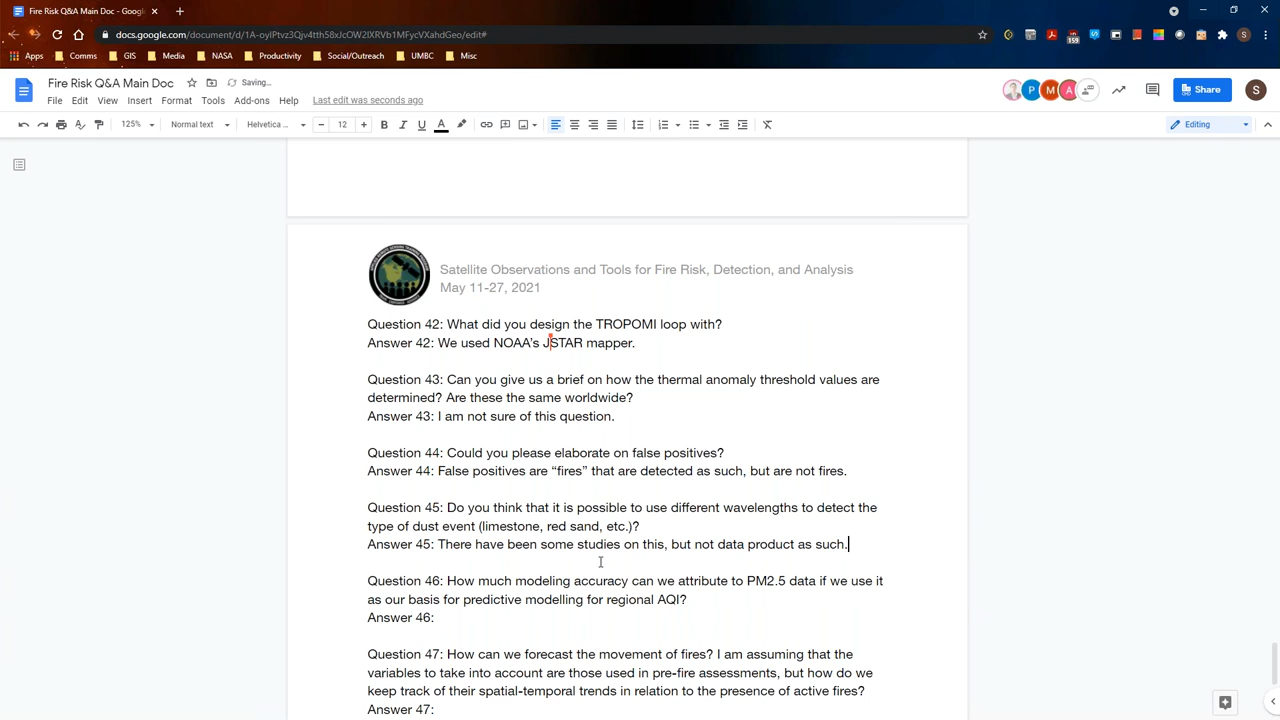 Fire Risk Q&A Main Doc - Google
docs.google.com/document/d/1A-oyIPtvz3Qjv4tth58xJcOW2IXRVb1MFycVXahdGeo/edit#
Apps Comms GIS Media NASA Productivity Social/Outreach UMBC Misc
Fire Risk Q&A Main Doc Saving...
File Edit View Insert Format Tools Add-ons Help Last edit was seconds ago
Share
125% Normal text Helvetica ... 12 Editing
Satellite Observations and Tools for Fire Risk, Detection, and Analysis
May 11-27, 2021
Question 42: What did you design the TROPOMI loop with?
Answer 42: We used NOAA’s JSTAR mapper.
Question 43: Can you give us a brief on how the thermal anomaly threshold values are
determined? Are these the same worldwide?
Answer 43: I am not sure of this question.
Question 44: Could you please elaborate on false positives?
Answer 44: False positives are “fires” that are detected as such, but are not fires.
Question 45: Do you think that it is possible to use different wavelengths to detect the
type of dust event (limestone, red sand, etc.)?
Answer 45: There have been some studies on this, but not data product as such.
Question 46: How much modeling accuracy can we attribute to PM2.5 data if we use it
as our basis for predictive modelling for regional AQI?
Answer 46:
Question 47: How can we forecast the movement of fires? I am assuming that the
variables to take into account are those used in pre-fire assessments, but how do we
keep track of their spatial-temporal trends in relation to the presence of active fires?
Answer 47: